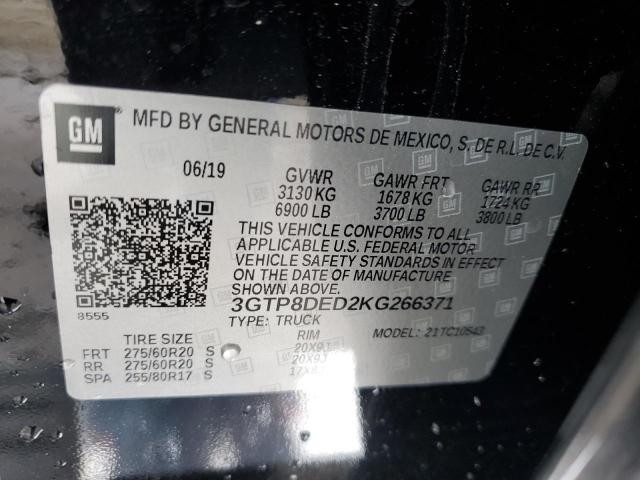 GM MFD BY GENERAL MOTORS DE MEXICO, S. DE R.L. DE C.V.
06/19 GVWR GAWR FRT GAWR RR
3130 KG 1678 KG 1724 KG
6900 LB 3700 LB 3800 LB
THIS VEHICLE CONFORMS TO ALL
APPLICABLE U.S. FEDERAL MOTOR
VEHICLE SAFETY STANDARDS IN EFFECT
ON THE DATE OF MANUFACTURE
SHOWN ABOVE.
8555 3GTP8DED2KG266371
TYPE: TRUCK MODEL: 21TC10543
TIRE SIZE RIM
FRT 275/60R20 S 20X9J
RR 275/60R20 S 20X9J
SPA 255/80R17 S 17X8J